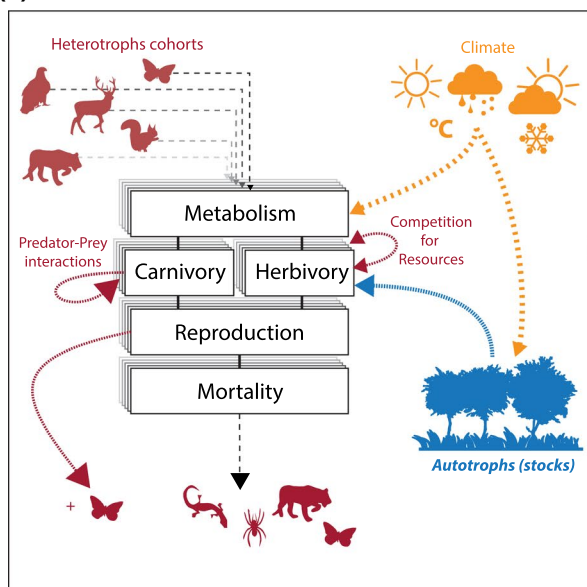 Heterotrophs cohorts
Climate
°C
Metabolism
Competition
for
Resources
Predator-Prey
interactions
Carnivory
Herbivory
Reproduction
Mortality
Autotrophs (stocks)
+